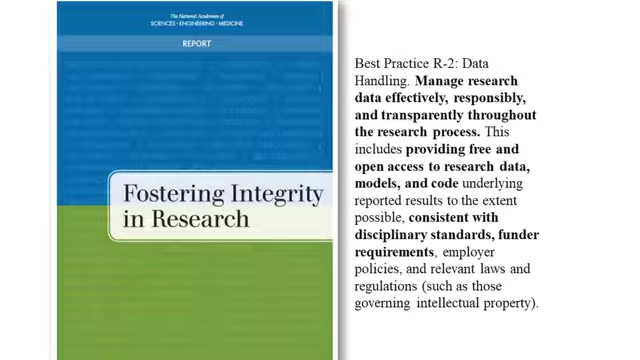 The National Academies of
SCIENCES • ENGINEERING • MEDICINE
REPORT
Fostering Integrity
in Research
Best Practice R-2: Data
Handling. Manage research
data effectively, responsibly,
and transparently throughout
the research process. This
includes providing free and
open access to research data,
models, and code underlying
reported results to the extent
possible, consistent with
disciplinary standards, funder
requirements, employer
policies, and relevant laws and
regulations (such as those
governing intellectual property).